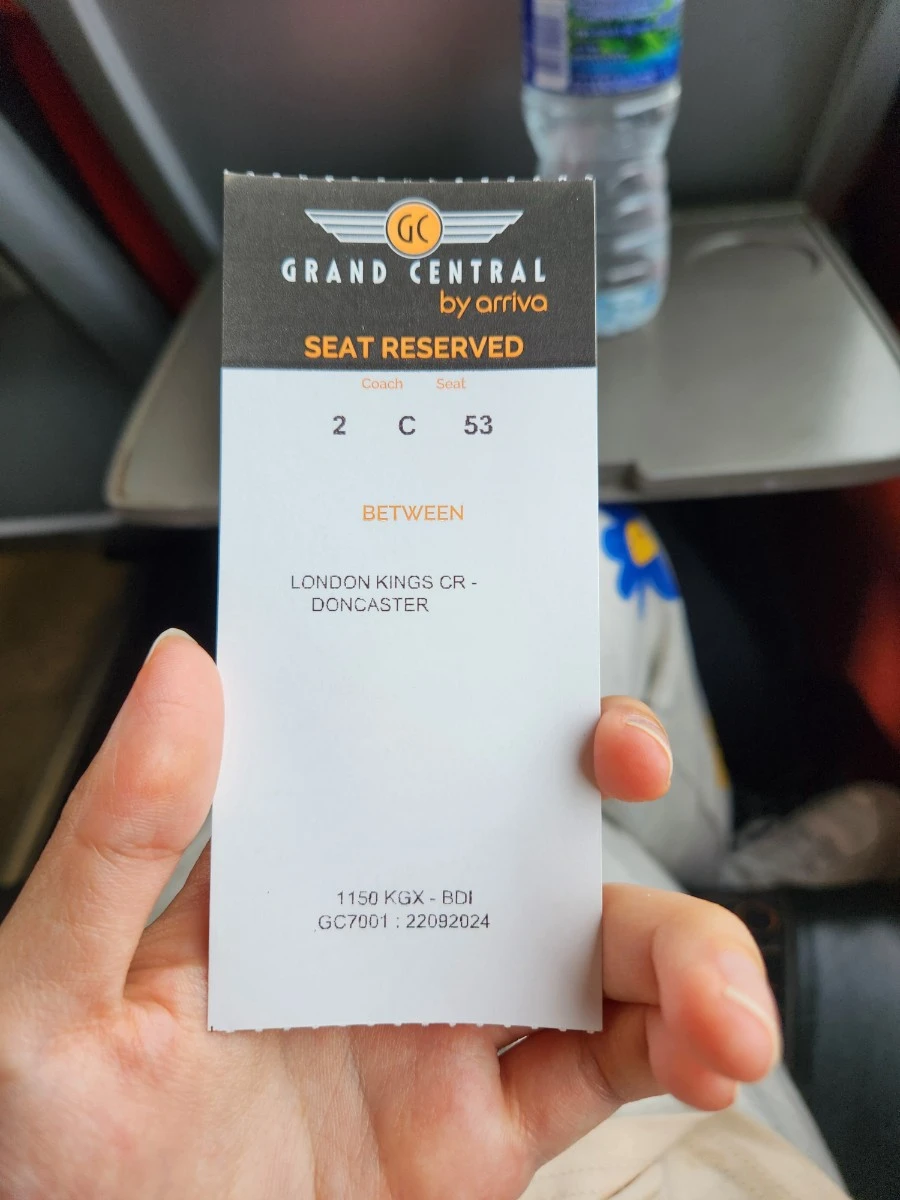 GC
GRAND CENTRAL
by arriva
SEAT RESERVED
Coach Seat
2 C 53
BETWEEN
LONDON KINGS CR -
DONCASTER
1150 KGX - BDI
GC7001 : 22092024